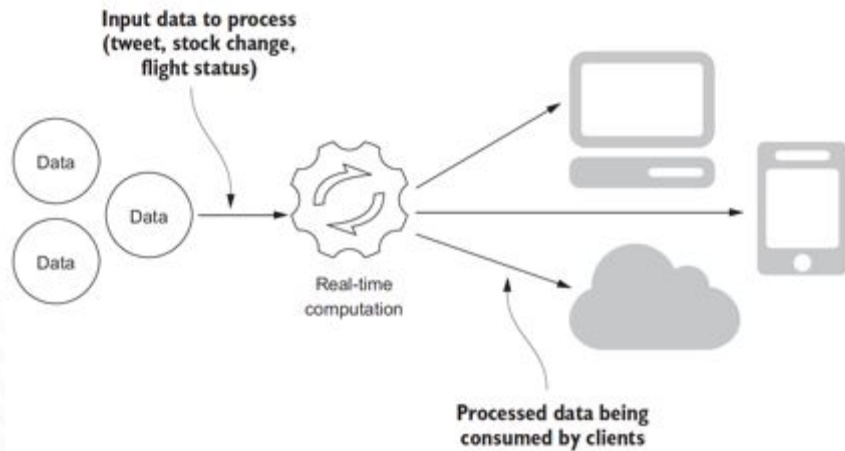 Input data to process
(tweet, stock change,
flight status)
Data
Data
Data
Real-time
computation
Processed data being
consumed by clients